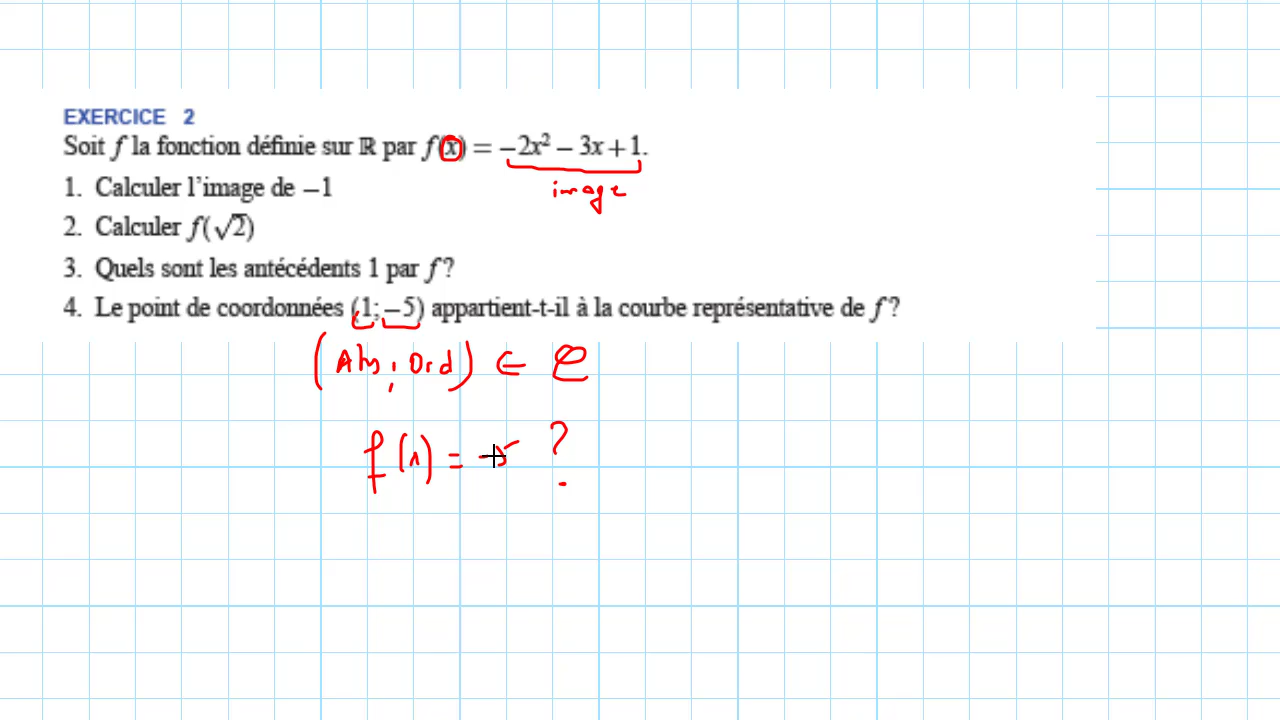 EXERCICE 2
Soit f la fonction définie sur ℝ par f(x) = −2x² − 3x + 1.
image
1. Calculer l'image de −1
2. Calculer f(√2)
3. Quels sont les antécédents 1 par f ?
4. Le point de coordonnées (1; −5) appartient-t-il à la courbe représentative de f ?
(Abs ; Ord) ∈ C
f(1) = -5 ?